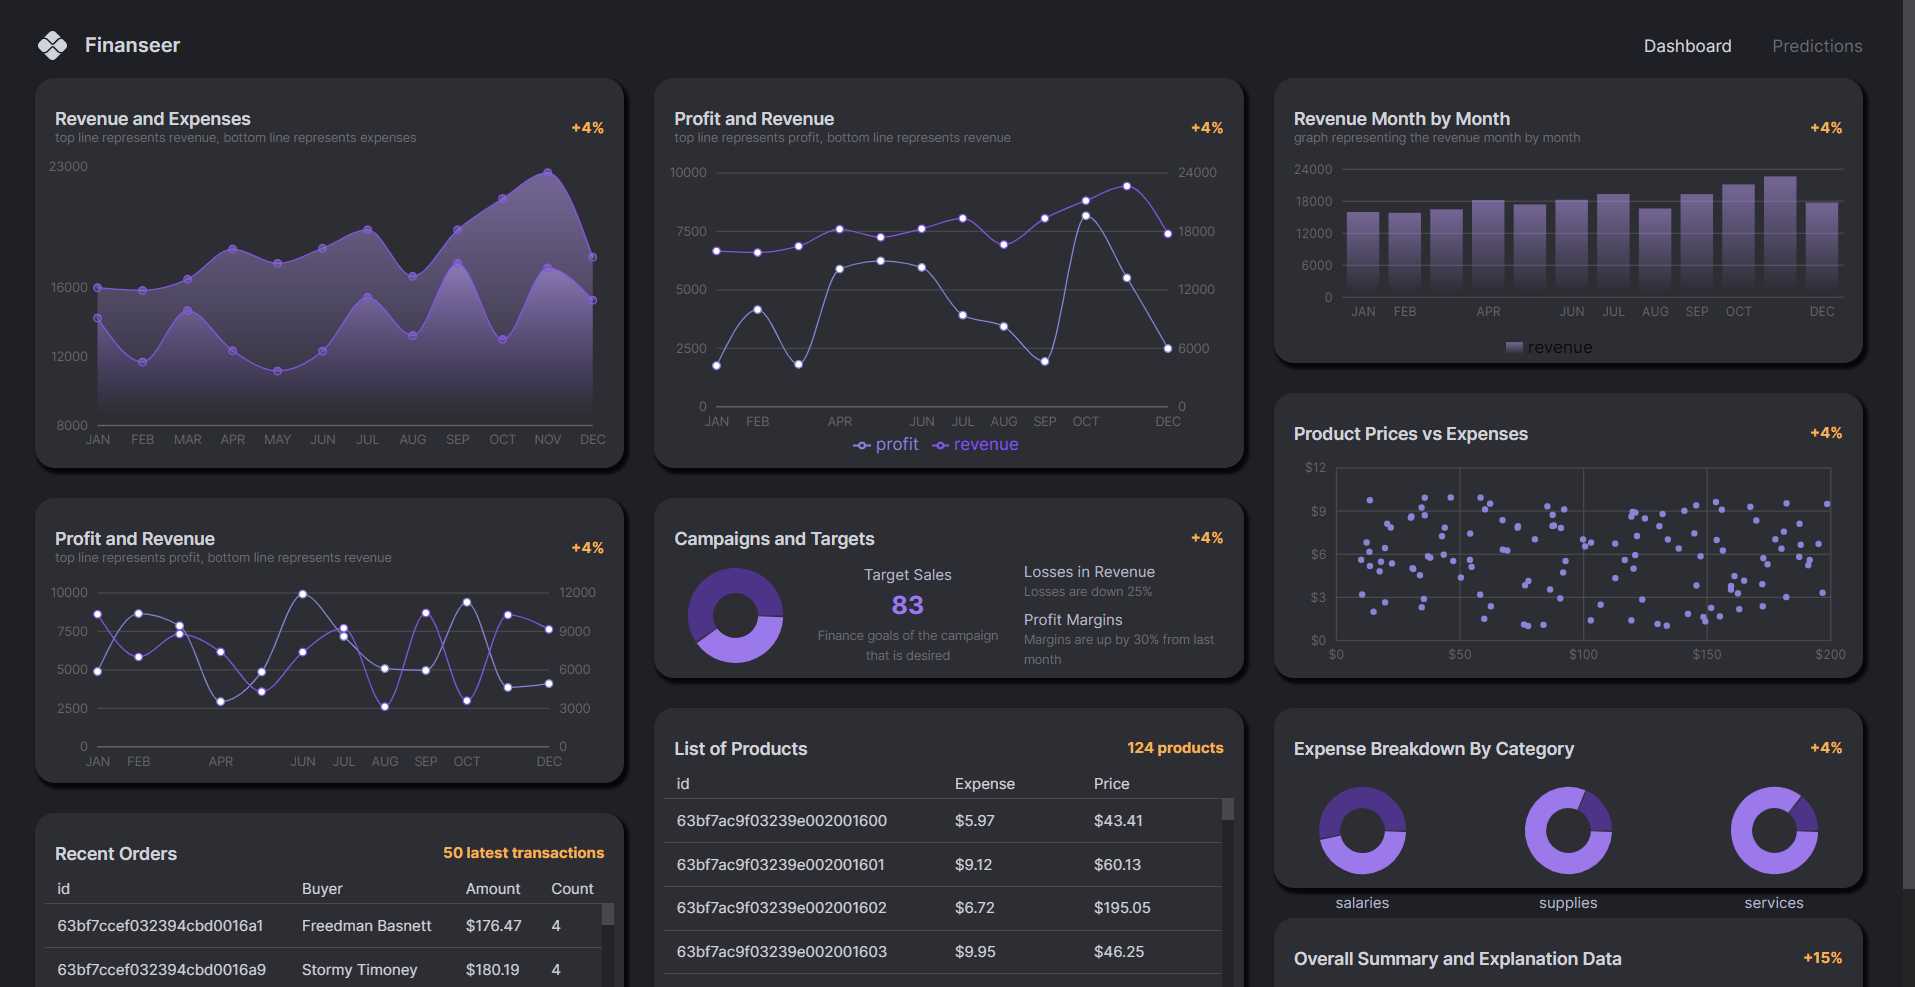 Finanseer
Dashboard
Predictions
Revenue and Expenses
top line represents revenue, bottom line represents expenses
+4%
23000
16000
12000
8000
JAN FEB MAR APR MAY JUN JUL AUG SEP OCT NOV DEC
Profit and Revenue
top line represents profit, bottom line represents revenue
+4%
10000 24000
7500 18000
5000 12000
2500 6000
0 0
JAN FEB APR JUN JUL AUG SEP OCT DEC
profit revenue
Revenue Month by Month
graph representing the revenue month by month
+4%
24000
18000
12000
6000
0
JAN FEB APR JUN JUL AUG SEP OCT DEC
revenue
Profit and Revenue
top line represents profit, bottom line represents revenue
+4%
10000 12000
7500 9000
5000 6000
2500 3000
0 0
JAN FEB APR JUN JUL AUG SEP OCT DEC
Campaigns and Targets
+4%
Target Sales
83
Finance goals of the campaign
that is desired
Losses in Revenue
Losses are down 25%
Profit Margins
Margins are up by 30% from last
month
Product Prices vs Expenses
+4%
$12
$9
$6
$3
$0
$0 $50 $100 $150 $200
Recent Orders
50 latest transactions
id Buyer Amount Count
63bf7ccef032394cbd0016a1 Freedman Basnett $176.47 4
63bf7ccef032394cbd0016a9 Stormy Timoney $180.19 4
List of Products
124 products
id Expense Price
63bf7ac9f03239e002001600 $5.97 $43.41
63bf7ac9f03239e002001601 $9.12 $60.13
63bf7ac9f03239e002001602 $6.72 $195.05
63bf7ac9f03239e002001603 $9.95 $46.25
Expense Breakdown By Category
+4%
salaries supplies services
Overall Summary and Explanation Data
+15%